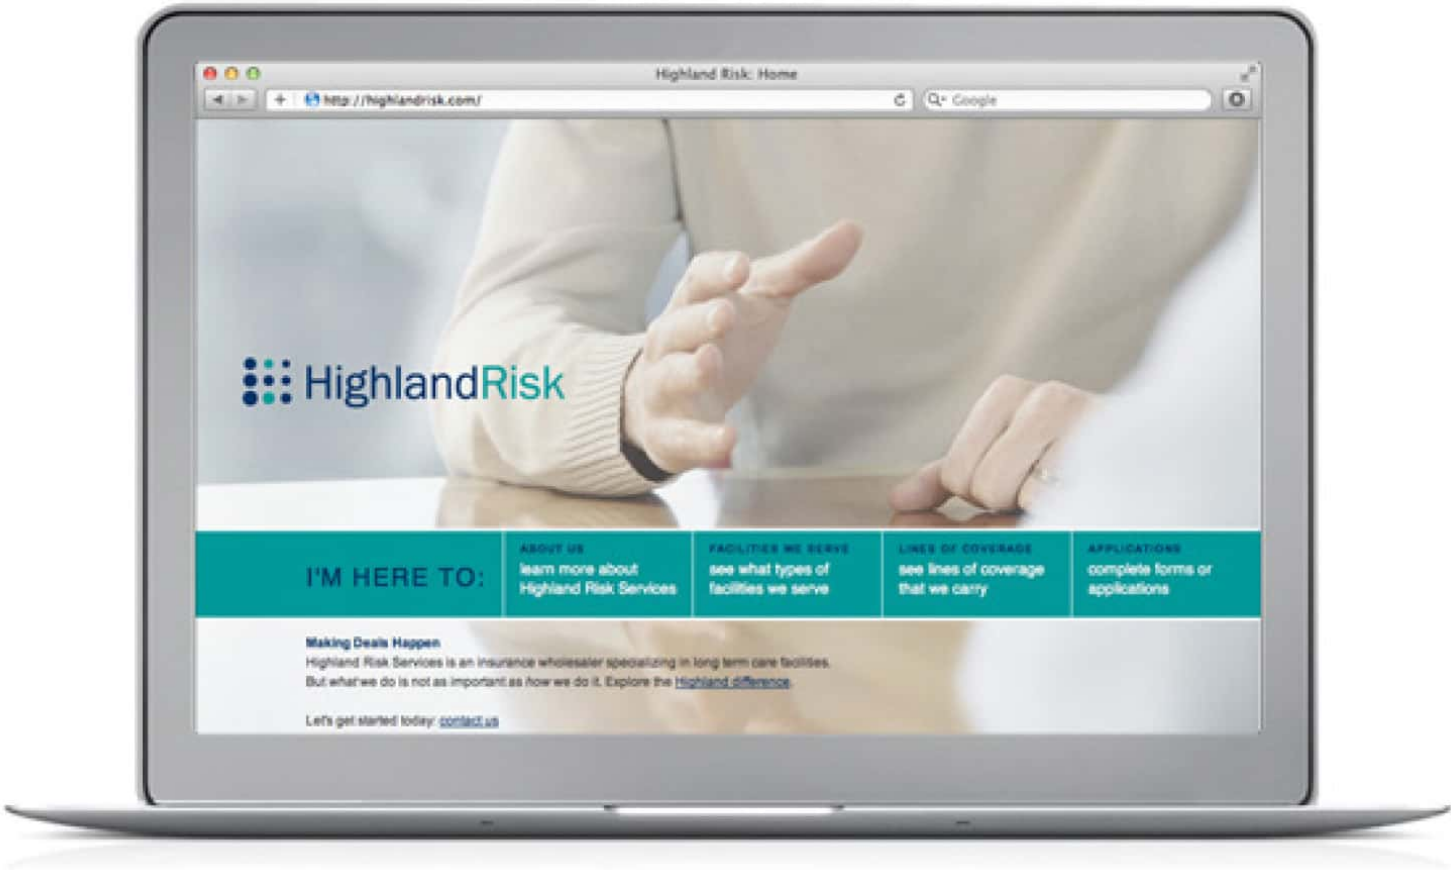 Highland Risk: Home
http://highlandrisk.com/
Google
HighlandRisk
I'M HERE TO:
ABOUT US
learn more about
Highland Risk Services
FACILITIES WE SERVE
see what types of
facilities we serve
LINES OF COVERAGE
see lines of coverage
that we carry
APPLICATIONS
complete forms or
applications
Making Deals Happen
Highland Risk Services is an insurance wholesaler specializing in long term care facilities.
But what we do is not as important as how we do it. Explore the Highland difference.
Let's get started today: contact us